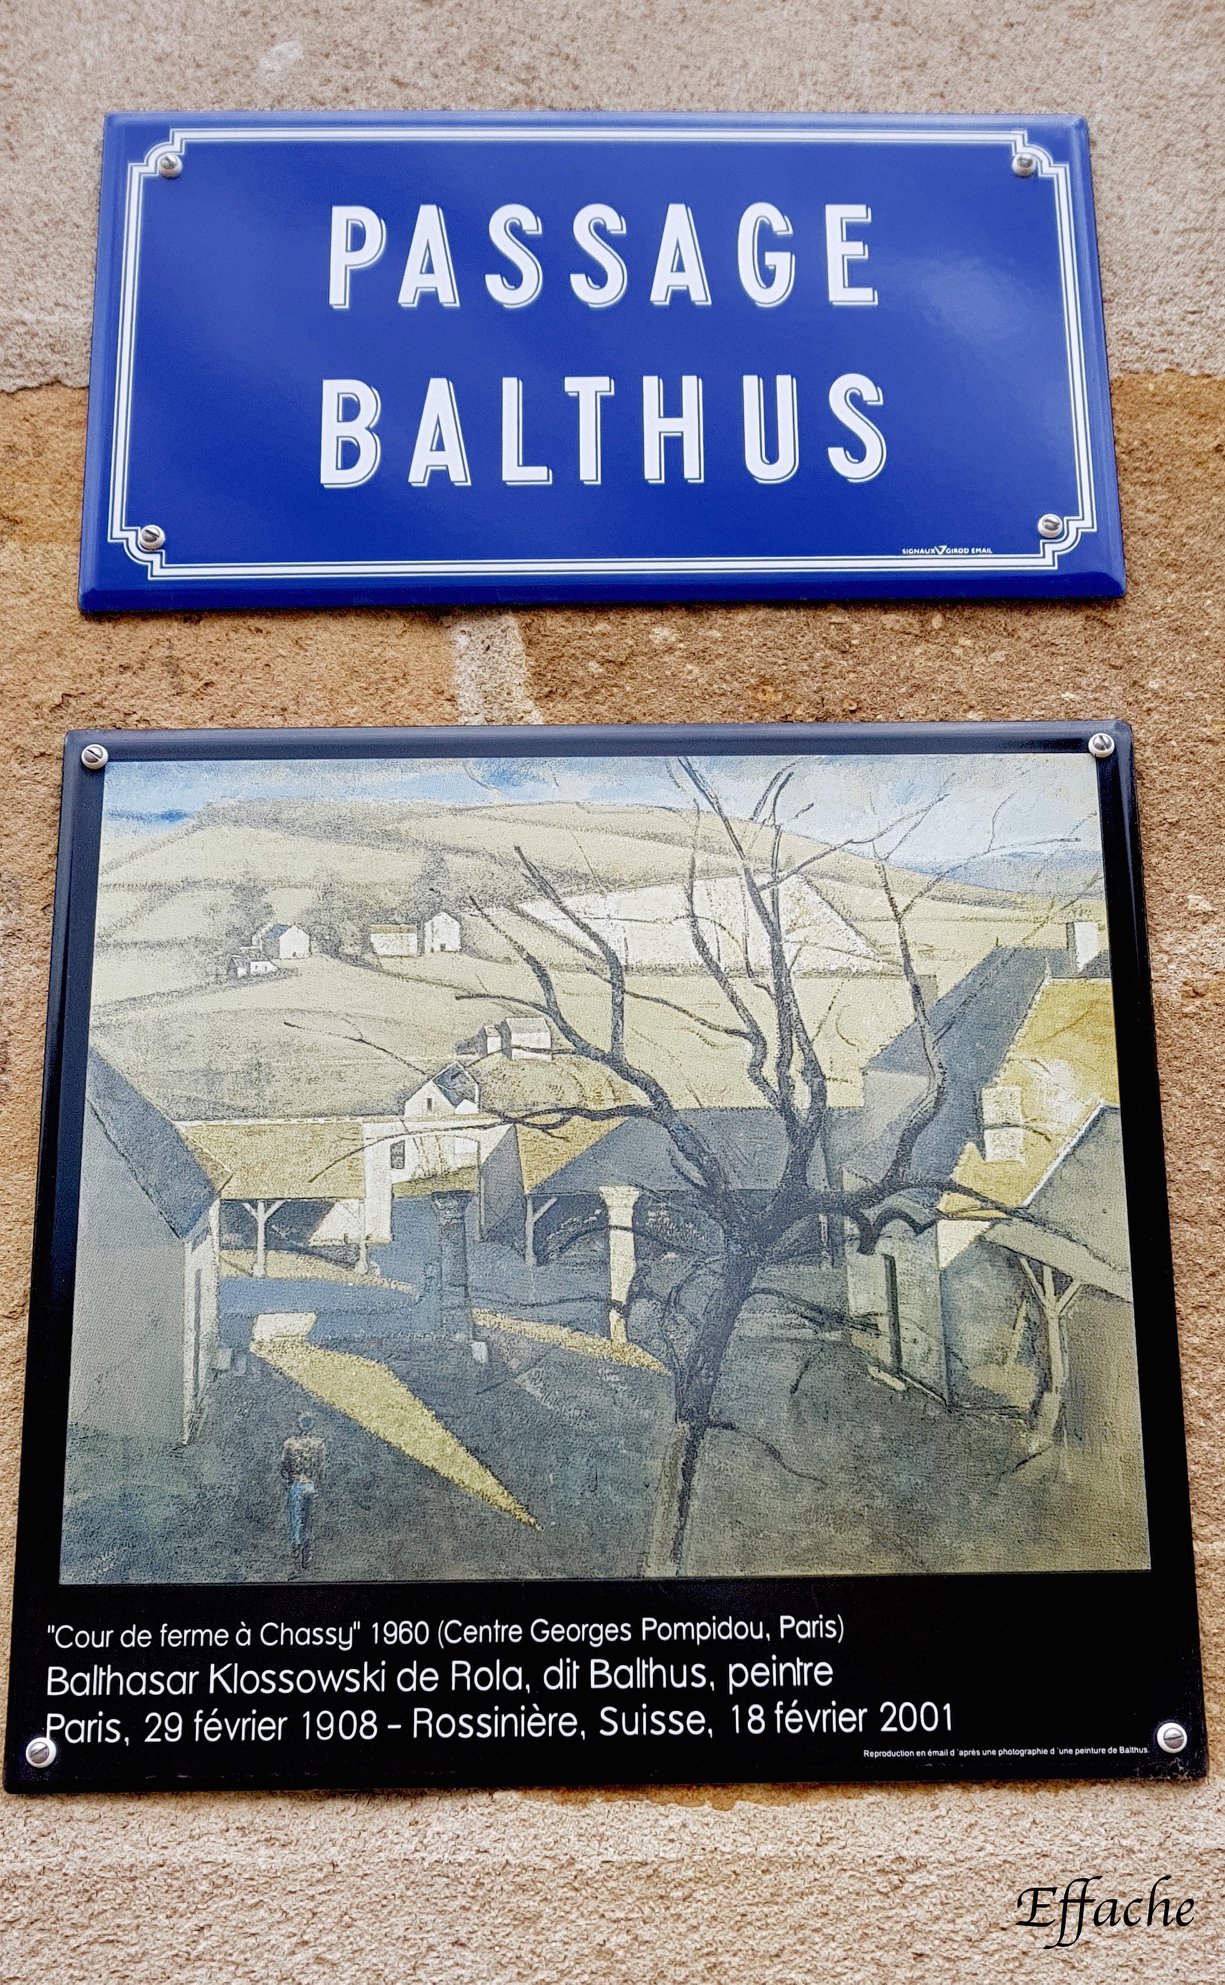 PASSAGE
BALTHUS
SIGNAUX GIROD EMAIL
"Cour de ferme à Chassy" 1960 (Centre Georges Pompidou, Paris)
Balthasar Klossowski de Rola, dit Balthus, peintre
Paris, 29 février 1908 - Rossinière, Suisse, 18 février 2001
Reproduction en émail d'après une photographie d'une peinture de Balthus.
Effache